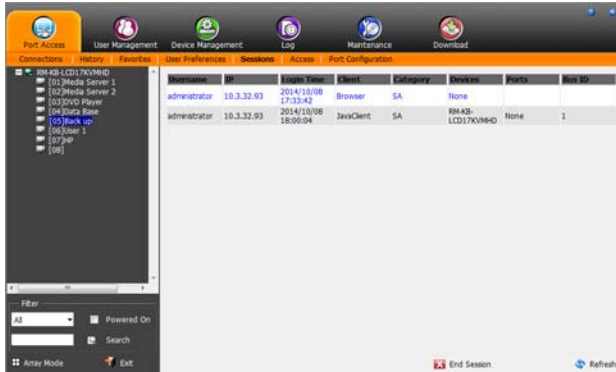 Port Access User Management Device Management Log Maintenance Download
Connections History Favorites User Preferences Sessions Access Port Configuration
RM-KB-LCD17KVMHD
[01]Media Server 1
[02]Media Server 2
[03]DVD Player
[04]Data Base
[05]Back up
[06]User 1
[07]HP
[08]
Username IP Login Time Client Category Devices Ports Bus ID
administrator 10.3.32.93 2014/10/08 17:33:42 Browser SA None
administrator 10.3.32.93 2014/10/08 18:00:04 JavaClient SA RM-KB-LCD17KVMHD None 1
Filter
All Powered On
Search
Array Mode Exit
End Session Refresh